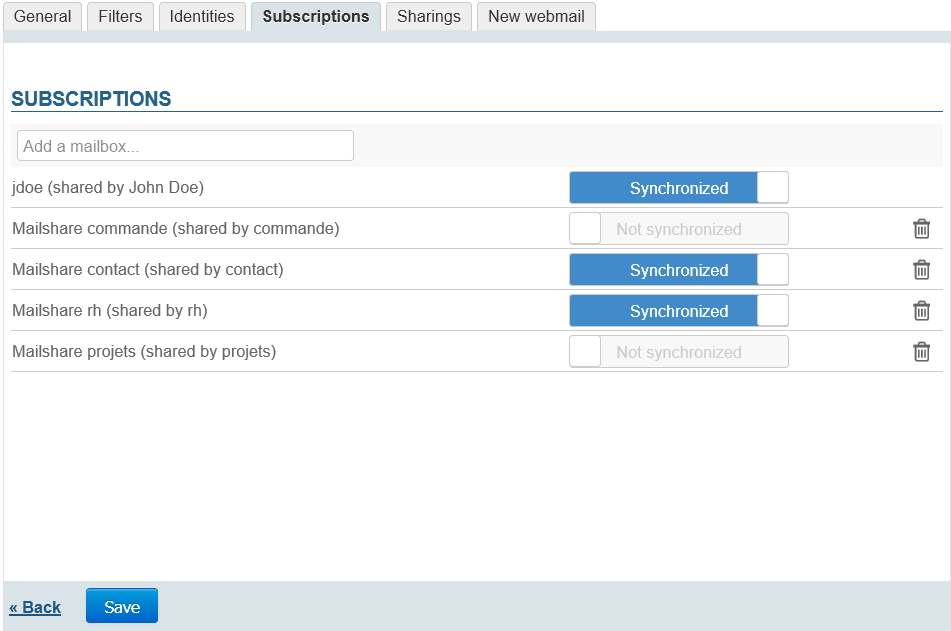 General Filters Identities Subscriptions Sharings New webmail
SUBSCRIPTIONS
Add a mailbox...
jdoe (shared by John Doe) Synchronized
Mailshare commande (shared by commande) Not synchronized
Mailshare contact (shared by contact) Synchronized
Mailshare rh (shared by rh) Synchronized
Mailshare projets (shared by projets) Not synchronized
« Back Save